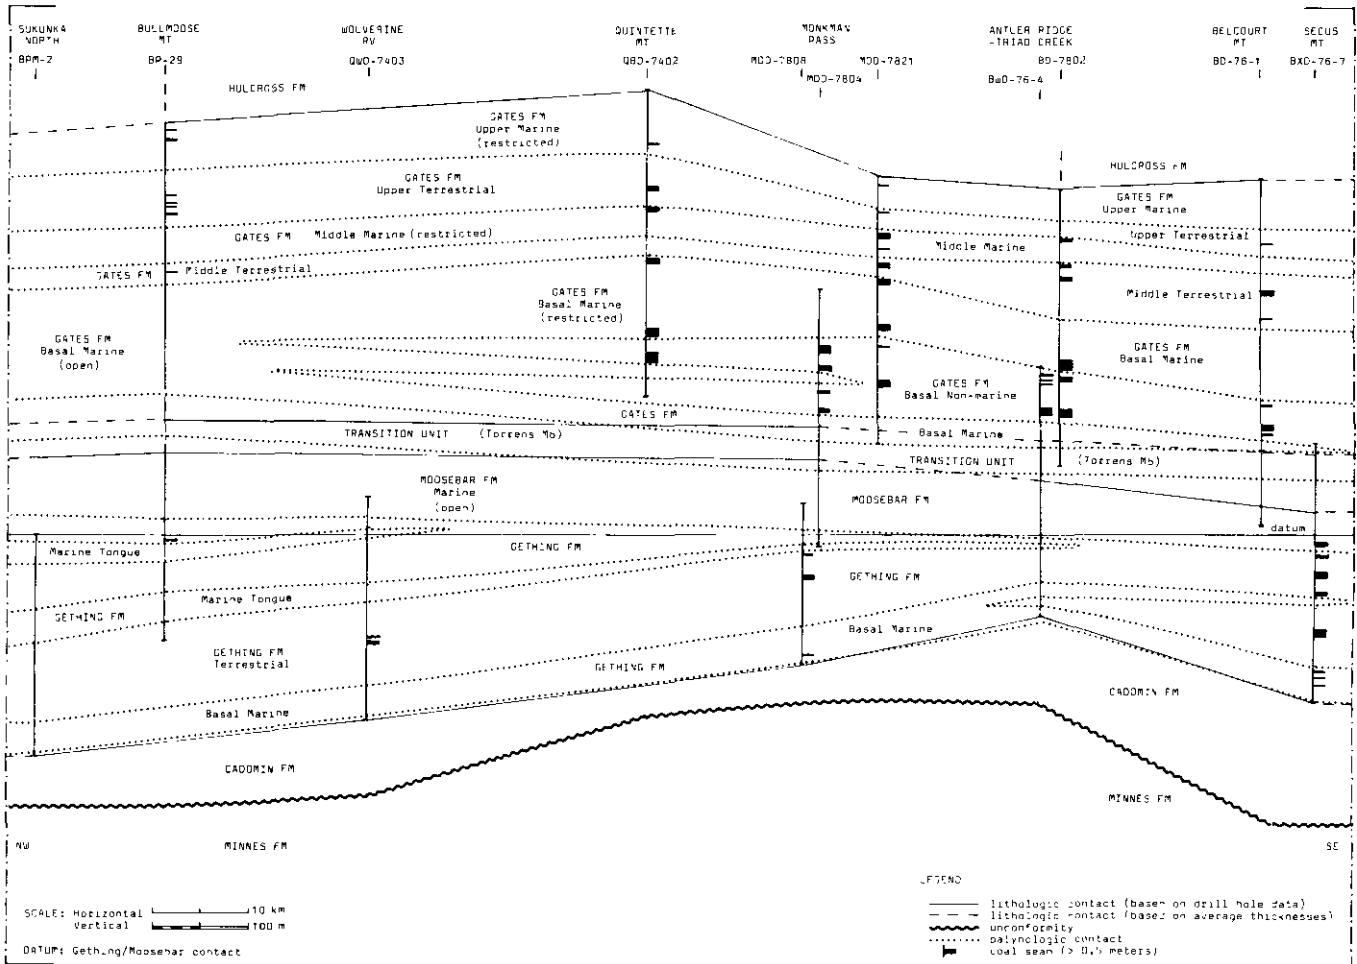 SUKUNKA
NORTH
BPM-2
BULLMOOSE
MT
BP-29
WOLVERINE
RV
QWD-7403
QUINTETTE
MT
QBD-7402
MONKMAN
PASS
MDD-7808
MDD-7804
MDD-7821
ANTLER RIDGE
-TRIAD CREEK
BD-7802
BWD-76-4
BELCOURT
MT
BD-76-1
SECUS
MT
BXD-76-7
HULCROSS FM
GATES FM
Upper Marine
(restricted)
HULCROSS FM
GATES FM
Upper Terrestrial
GATES FM
Upper Marine
GATES FM Middle Marine (restricted)
Middle Marine
Upper Terrestrial
GATES FM Middle Terrestrial
Middle Terrestrial
GATES FM
Basal Marine
(restricted)
GATES FM
Basal Marine
(open)
GATES FM
Basal Marine
GATES FM
Basal Non-marine
GATES FM
TRANSITION UNIT (Torrens Mb)
Basal Marine
TRANSITION UNIT (Torrens Mb)
MOOSEBAR FM
Marine
(open)
MOOSEBAR FM
datum
Marine Tongue
GETHING FM
GETHING FM
Marine Tongue
GETHING FM
Basal Marine
GETHING FM
Terrestrial
GETHING FM
CADOMIN FM
Basal Marine
CADOMIN FM
MINNES FM
NW
MINNES FM
SE
LEGEND
SCALE: Horizontal 10 km
Vertical 100 m
DATUM: Gething/Moosebar contact
lithologic contact (based on drill hole data)
lithologic contact (based on average thicknesses)
unconformity
palynologic contact
coal seam (> 0.5 meters)